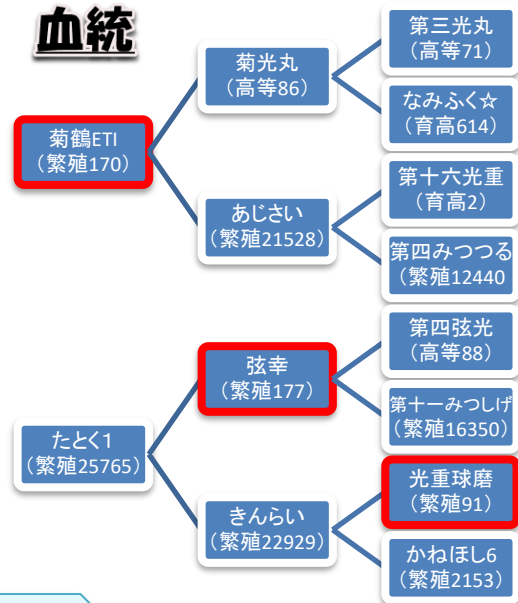 血統
第三光丸
(高等71)
菊光丸
(高等86)
なみふく☆
(育高614)
菊鶴ETI
(繁殖170)
第十六光重
(育高2)
あじさい
(繁殖21528)
第四みつつる
(繁殖12440
第四弦光
(高等88)
弦幸
(繁殖177)
第十一みつしげ
(繁殖16350)
たとく1
(繁殖25765)
光重球磨
(繁殖91)
きんらい
(繁殖22929)
かねほし6
(繁殖2153)